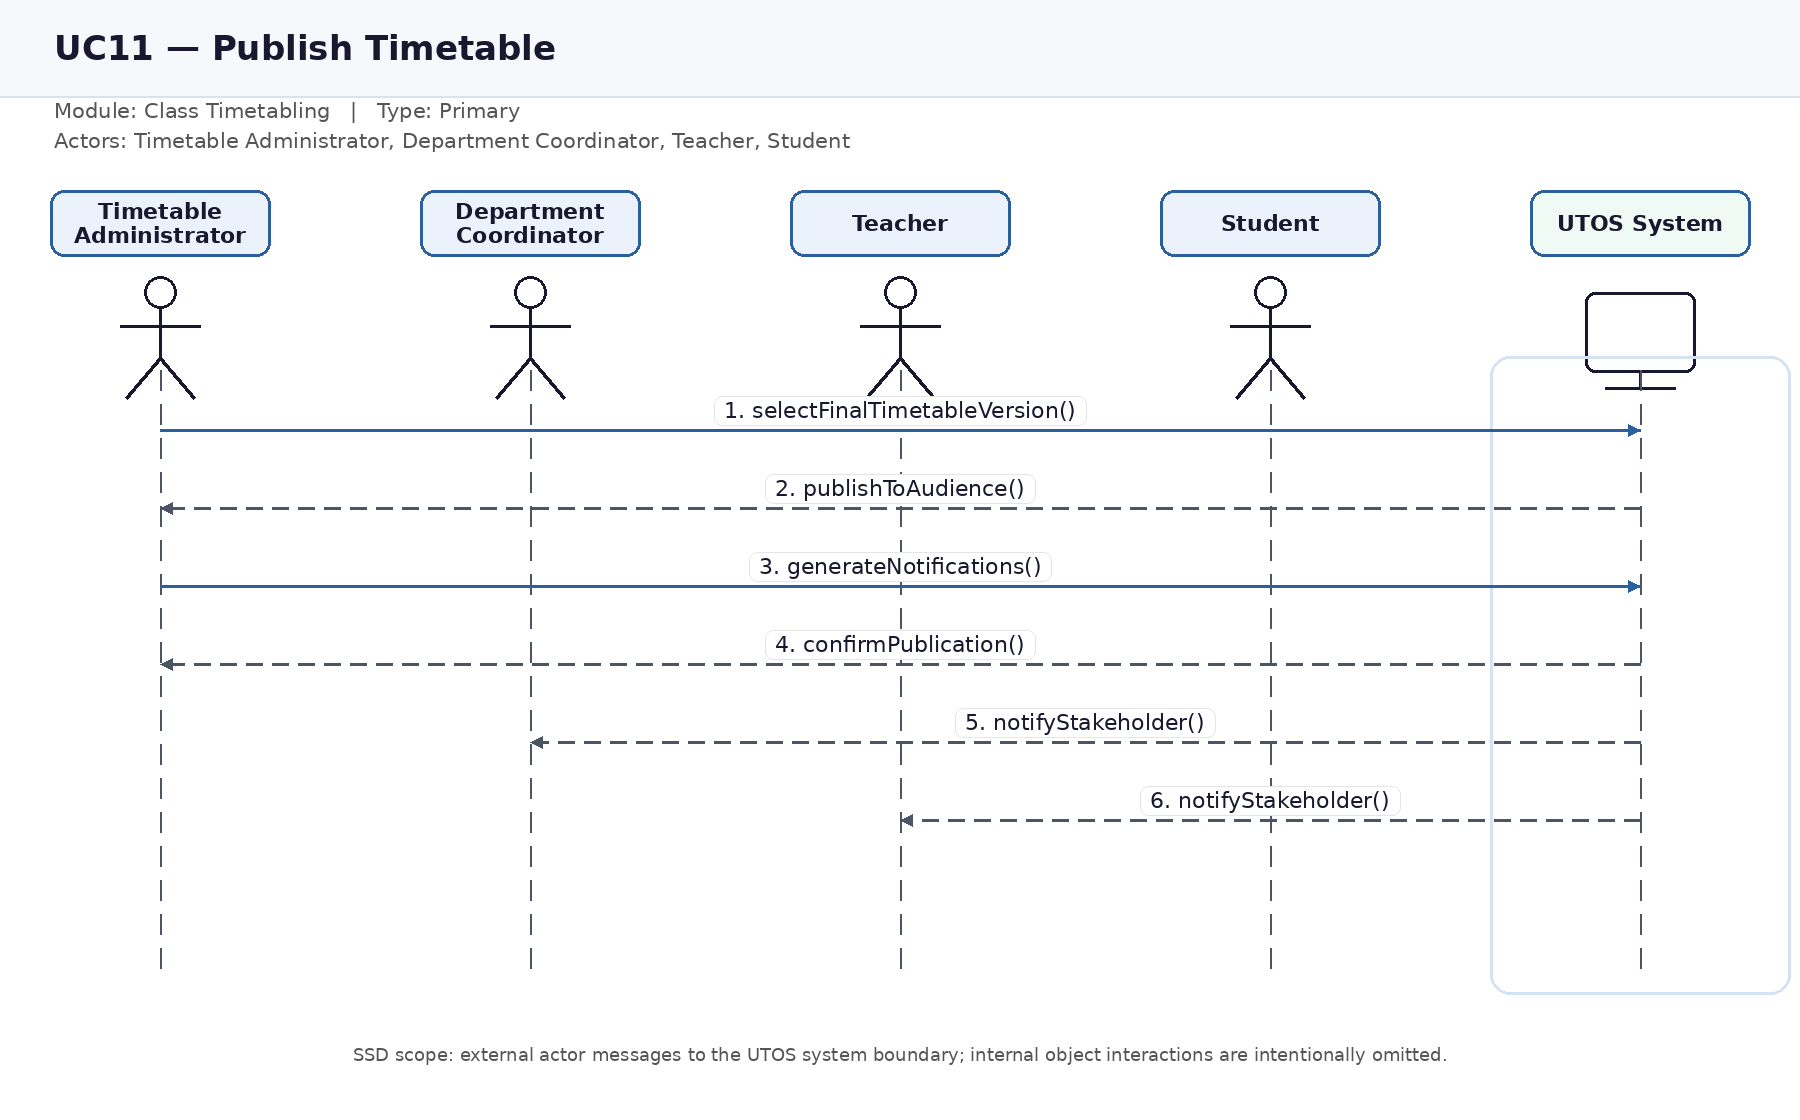 UC11 — Publish Timetable
Module: Class Timetabling   |   Type: Primary
Actors: Timetable Administrator, Department Coordinator, Teacher, Student
Timetable
Administrator
Department
Coordinator
Teacher
Student
UTOS System
1. selectFinalTimetableVersion()
2. publishToAudience()
3. generateNotifications()
4. confirmPublication()
5. notifyStakeholder()
6. notifyStakeholder()
SSD scope: external actor messages to the UTOS system boundary; internal object interactions are intentionally omitted.